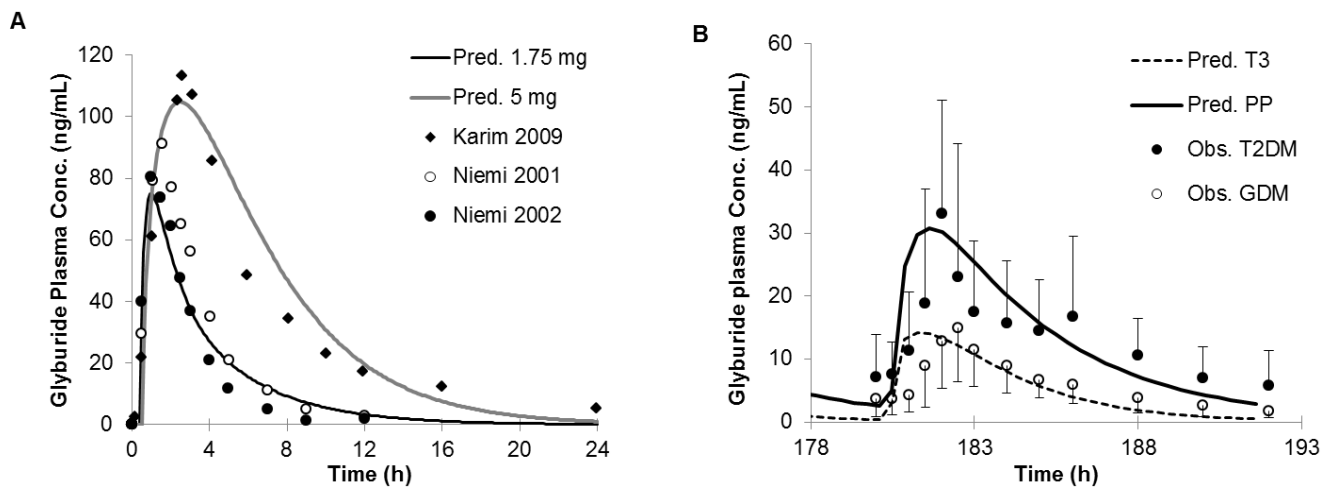 A
Glyburide Plasma Conc. (ng/mL)
120
100
80
60
40
20
0
0 4 8 12 16 20 24
Time (h)
Pred. 1.75 mg
Pred. 5 mg
Karim 2009
Niemi 2001
Niemi 2002
B
Glyburide plasma Conc. (ng/mL)
60
50
40
30
20
10
0
178 183 188 193
Time (h)
Pred. T3
Pred. PP
Obs. T2DM
Obs. GDM